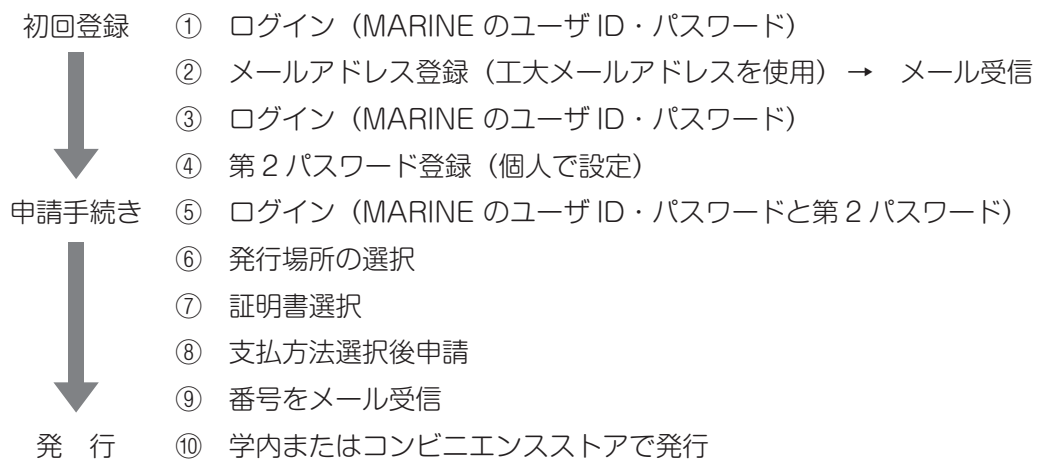 初回登録 ① ログイン（MARINE のユーザ ID・パスワード）
② メールアドレス登録（工大メールアドレスを使用）→ メール受信
③ ログイン（MARINE のユーザ ID・パスワード）
④ 第２パスワード登録（個人で設定）
申請手続き ⑤ ログイン（MARINE のユーザ ID・パスワードと第２パスワード）
⑥ 発行場所の選択
⑦ 証明書選択
⑧ 支払方法選択後申請
⑨ 番号をメール受信
発　行 ⑩ 学内またはコンビニエンスストアで発行